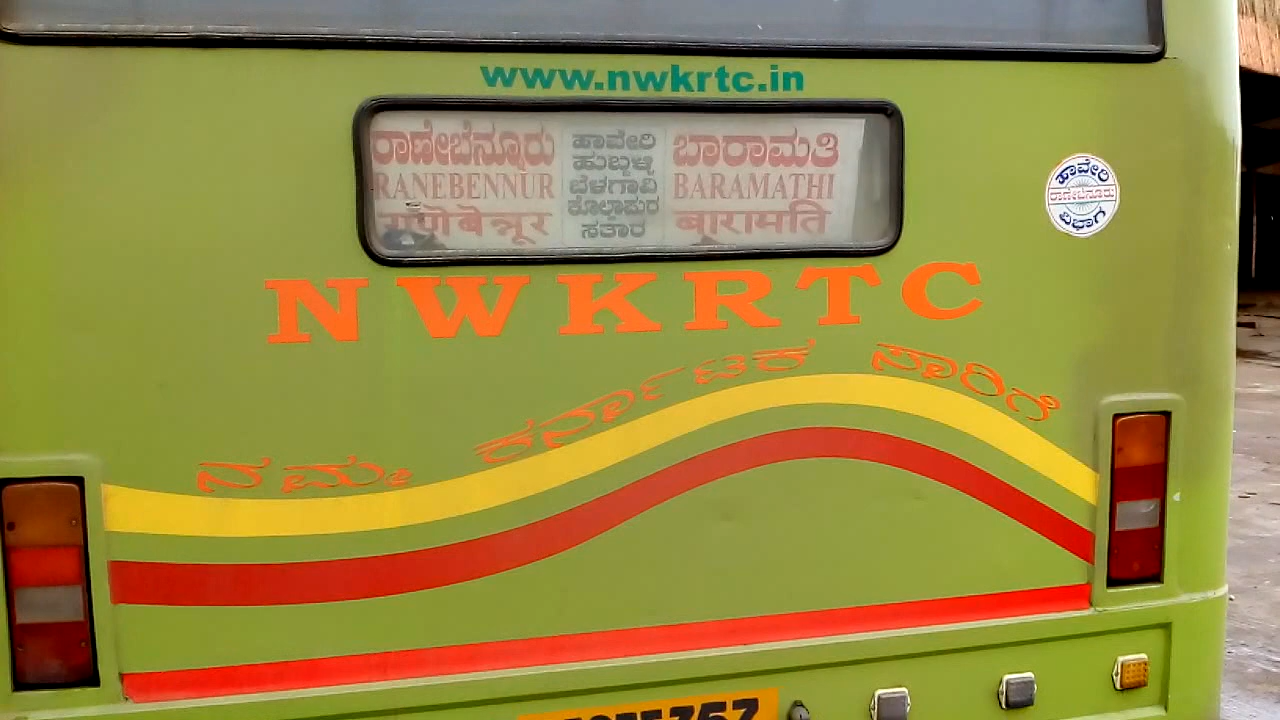 www.nwkrtc.in
ರಾಣೇಬೆನ್ನೂರು
RANEBENNUR
राणेबेन्नूर
ಹಾವೇರಿ
ಹುಬ್ಬಳ್ಳಿ
ಬೆಳಗಾವಿ
ಕೊಲ್ಲಾಪುರ
ಸತಾರ
ಬಾರಾಮತಿ
BARAMATHI
बारामति
ಹಾವೇರಿ
ರಾಣೇಬೆನ್ನೂರು
ವಿಭಾಗ
NWKRTC
ನಮ್ಮ ಕರ್ನಾಟಕ ಸಾರಿಗೆ